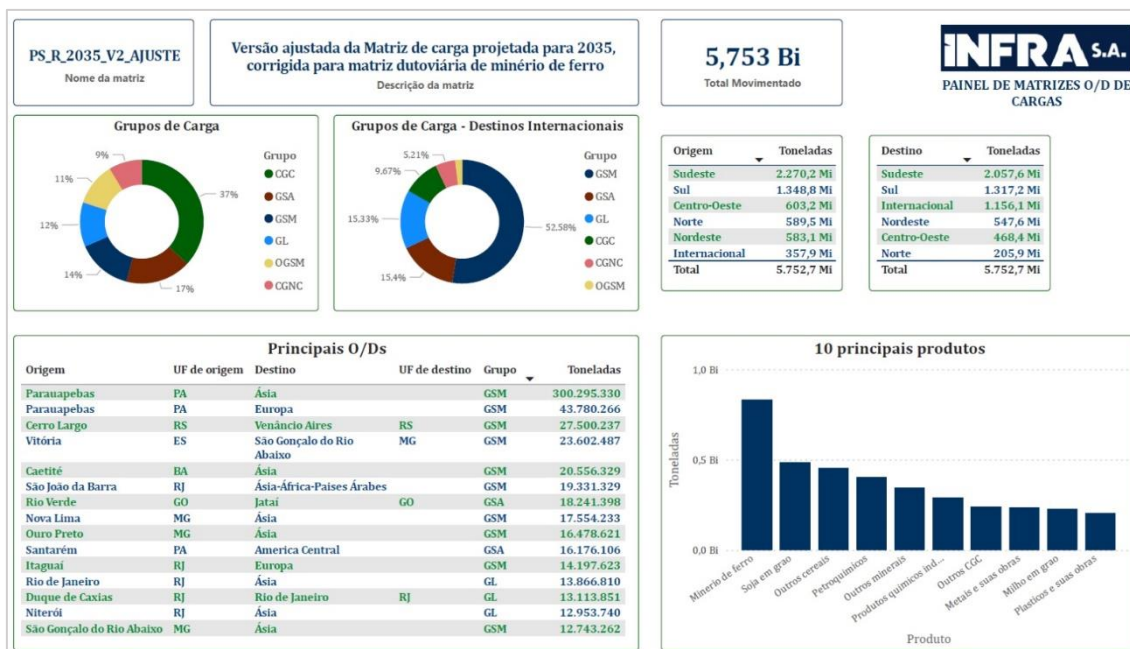 PS_R_2035_V2_AJUSTE
Nome da matriz
Versão ajustada da Matriz de carga projetada para 2035,
corrigida para matriz dutoviária de minério de ferro
Descrição da matriz
5,753 Bi
Total Movimentado
INFRA S.A.
PAINEL DE MATRIZES O/D DE
CARGAS
Grupos de Carga
9%
11%
12%
14%
17%
37%
Grupo
CGC
GSA
GSM
GL
OGSM
CGNC
Grupos de Carga - Destinos Internacionais
5.21%
9.67%
15.33%
15.4%
52.58%
Grupo
GSM
GSA
GL
CGC
CGNC
OGSM
Origem Toneladas
Sudeste 2.270,2 Mi
Sul 1.348,8 Mi
Centro-Oeste 603,2 Mi
Norte 589,5 Mi
Nordeste 583,1 Mi
Internacional 357,9 Mi
Total 5.752,7 Mi
Destino Toneladas
Sudeste 2.057,6 Mi
Sul 1.317,2 Mi
Internacional 1.156,1 Mi
Nordeste 547,6 Mi
Centro-Oeste 468,4 Mi
Norte 205,9 Mi
Total 5.752,7 Mi
Principais O/Ds
Origem UF de origem Destino UF de destino Grupo Toneladas
Parauapebas PA Ásia GSM 300.295.330
Parauapebas PA Europa GSM 43.780.266
Cerro Largo RS Venâncio Aires RS GSM 27.500.237
Vitória ES São Gonçalo do Rio MG GSM 23.602.487
Abaixo
Caetité BA Ásia GSM 20.556.329
São João da Barra RJ Ásia-África-Paises Árabes GSM 19.331.329
Rio Verde GO Jataí GO GSA 18.241.398
Nova Lima MG Ásia GSM 17.554.233
Ouro Preto MG Ásia GSM 16.478.621
Santarém PA America Central GSA 16.176.106
Itaguaí RJ Europa GSM 14.197.623
Rio de Janeiro RJ Ásia GL 13.866.810
Duque de Caxias RJ Rio de Janeiro RJ GL 13.113.851
Niterói RJ Ásia GL 12.953.740
São Gonçalo do Rio Abaixo MG Ásia GSM 12.743.262
10 principais produtos
1,0 Bi
0,5 Bi
0,0 Bi
Toneladas
Minerio de ferro
Soja em grao
Outros cereais
Petroquimicos
Outros minerais
Produtos quimicos ind...
Outros CGC
Metais e suas obras
Milho em grao
Plasticos e suas obras
Produto